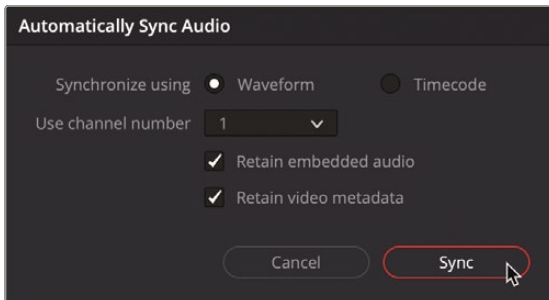 Automatically Sync Audio
Synchronize using Waveform Timecode
Use channel number 1
Retain embedded audio
Retain video metadata
Cancel Sync